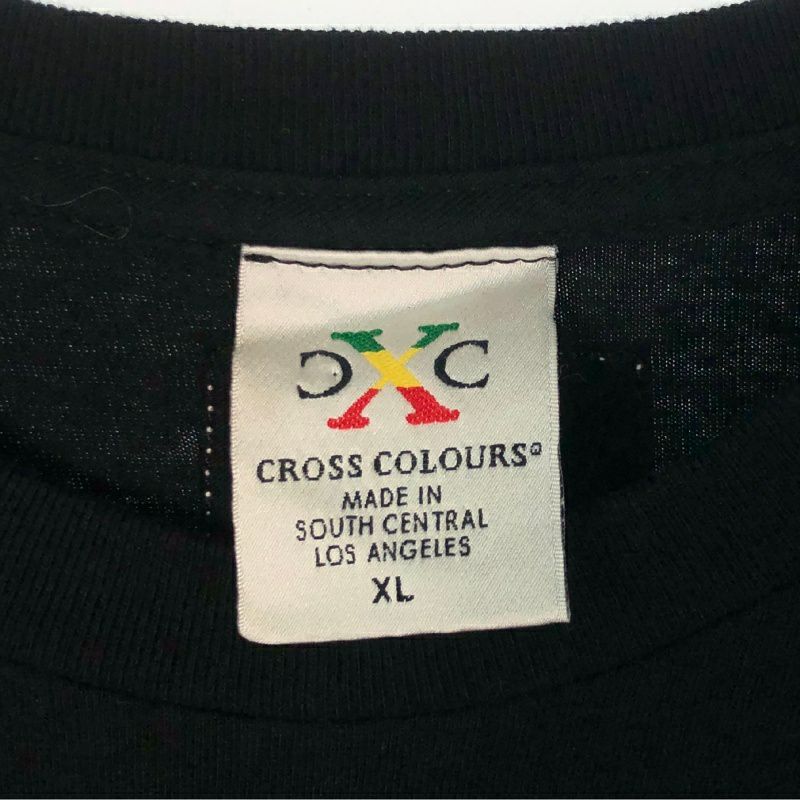 CXC
CROSS COLOURS®
MADE IN
SOUTH CENTRAL
LOS ANGELES
XL